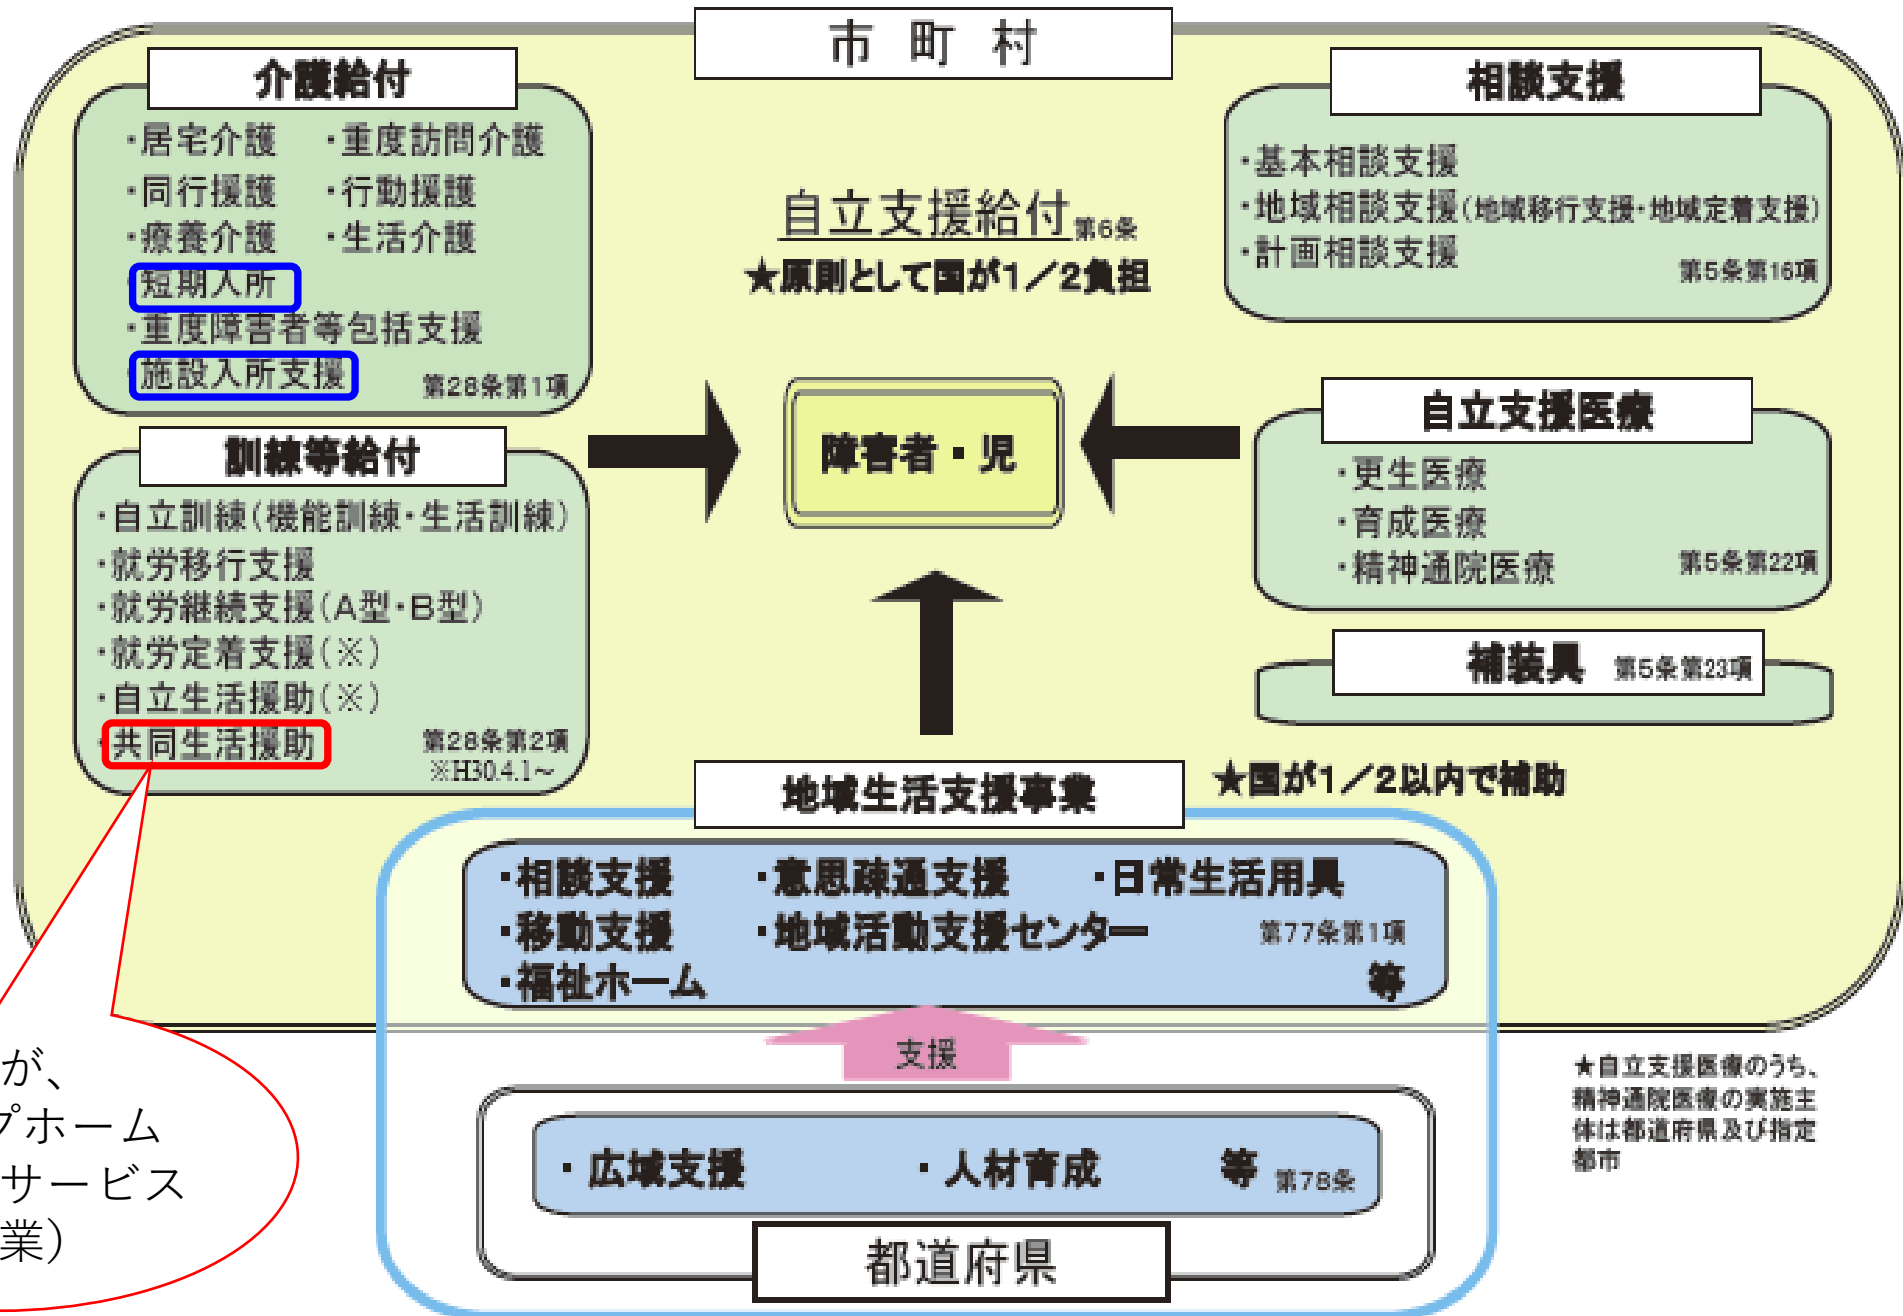 市 町 村
介護給付
・居宅介護 ・重度訪問介護
・同行援護 ・行動援護
・療養介護 ・生活介護
・短期入所
・重度障害者等包括支援
・施設入所支援
第28条第1項
訓練等給付
・自立訓練(機能訓練・生活訓練)
・就労移行支援
・就労継続支援(A型・B型)
・就労定着支援(※)
・自立生活援助(※)
・共同生活援助
第28条第2項
※H30.4.1～
自立支援給付 第6条
★原則として国が1／2負担
障害者・児
相談支援
・基本相談支援
・地域相談支援(地域移行支援・地域定着支援)
・計画相談支援
第5条第16項
自立支援医療
・更生医療
・育成医療
・精神通院医療
第5条第22項
補装具 第5条第23項
地域生活支援事業
★国が1／2以内で補助
・相談支援 ・意思疎通支援 ・日常生活用具
・移動支援 ・地域活動支援センター 第77条第1項
・福祉ホーム 等
支援
・広域支援 ・人材育成 等 第78条
都道府県
★自立支援医療のうち、
精神通院医療の実施主
体は都道府県及び指定
都市
が、
プホーム
サービス
業）